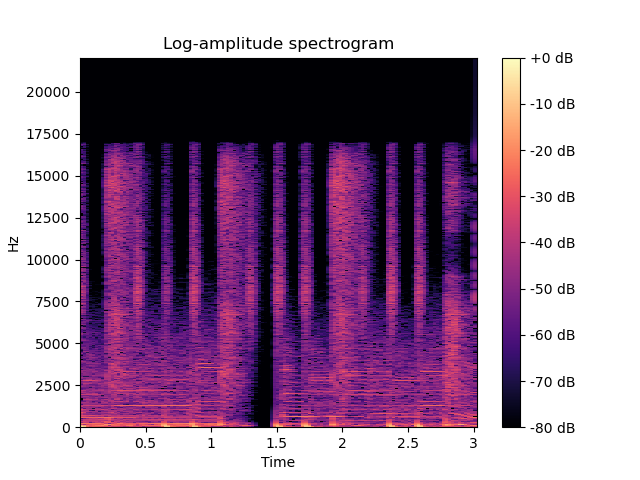 Log-amplitude spectrogram
Hz
20000
17500
15000
12500
10000
7500
5000
2500
0
0 0.5 1 1.5 2 2.5 3
Time
+0 dB
-10 dB
-20 dB
-30 dB
-40 dB
-50 dB
-60 dB
-70 dB
-80 dB